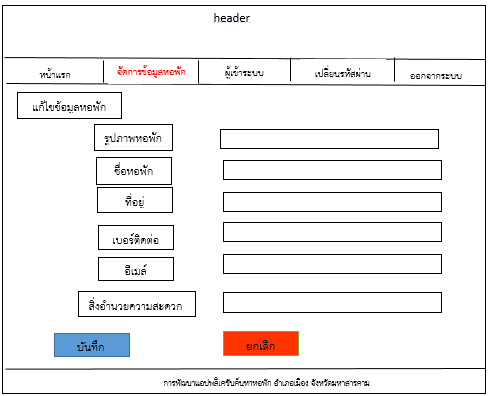 header
หน้าแรก จัดการข้อมูลหอพัก ผู้เข้าระบบ เปลี่ยนรหัสผ่าน ออกจากระบบ
แก้ไขข้อมูลหอพัก
รูปภาพหอพัก
ชื่อหอพัก
ที่อยู่
เบอร์ติดต่อ
อีเมล์
สิ่งอำนวยความสะดวก
บันทึก ยกเลิก
การพัฒนาแอปพลิเครับค้นหาหอพัก อำเภอเมือง จังหวัดมหาสารคาม